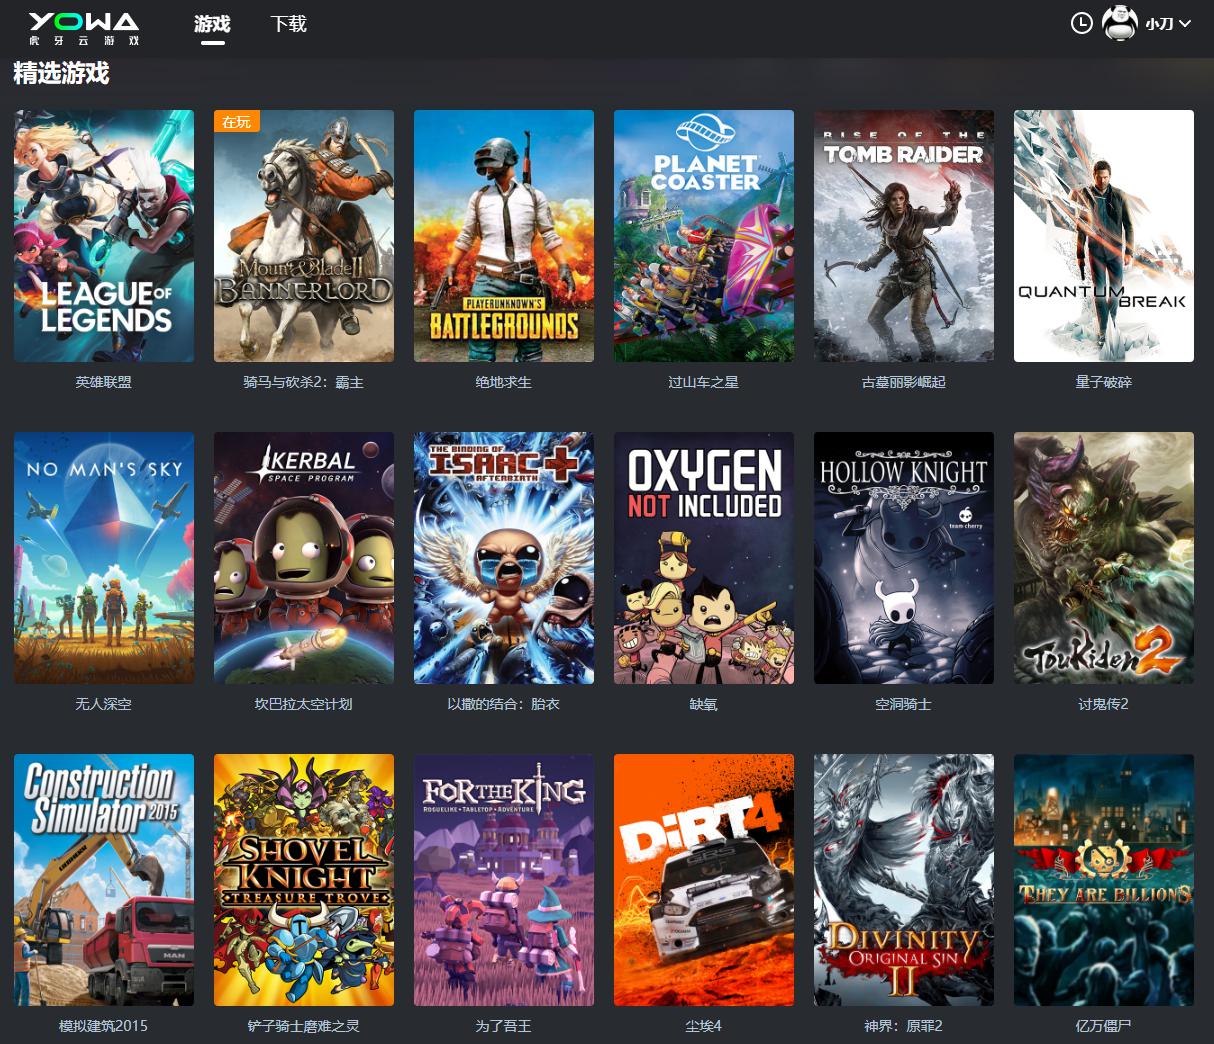 YOWA
虎牙云游戏
游戏
下载
小刀
精选游戏
在玩
LEAGUE OF
LEGENDS
Mount & Blade II
BANNERLORD
PLAYERUNKNOWN'S
BATTLEGROUNDS
PLANET
COASTER
RISE OF THE
TOMB RAIDER
QUANTUM
BREAK
英雄联盟
骑马与砍杀2：霸主
绝地求生
过山车之星
古墓丽影崛起
量子破碎
NO MAN'S SKY
KERBAL
SPACE PROGRAM
THE BINDING OF
ISAAC
AFTERBIRTH
OXYGEN
NOT INCLUDED
HOLLOW KNIGHT
team cherry
TouKiden 2
无人深空
坎巴拉太空计划
以撒的结合：胎衣
缺氧
空洞骑士
讨鬼传2
Construction
Simulator 2015
LIEBHERR
MAN
SHOVEL
KNIGHT
TREASURE TROVE
FOR THE KING
ROGUELIKE • TABLETOP • ADVENTURE
DiRT 4
DIVINITY
ORIGINAL SIN
II
THEY ARE BILLIONS
模拟建筑2015
铲子骑士磨难之灵
为了吾王
尘埃4
神界：原罪2
亿万僵尸